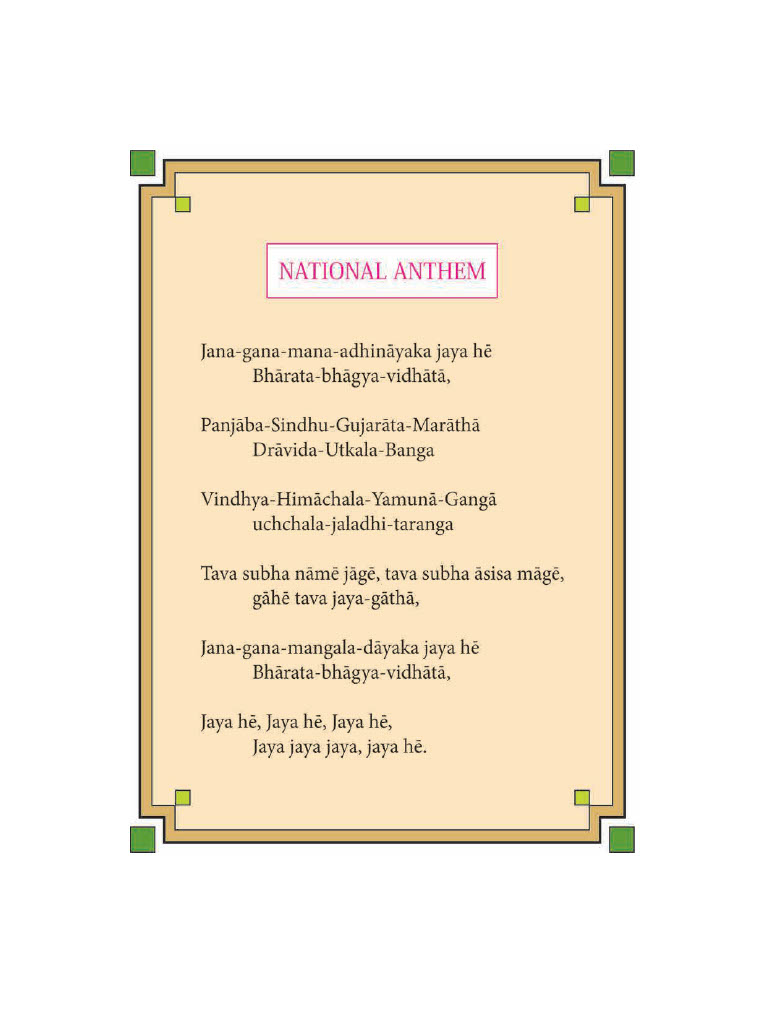 NATIONAL ANTHEM
Jana-gana-mana-adhināyaka jaya hē
Bhārata-bhāgya-vidhātā,
Panjāba-Sindhu-Gujarāta-Marāthā
Drāvida-Utkala-Banga
Vindhya-Himāchala-Yamunā-Gangā
uchchala-jaladhi-taranga
Tava subha nāmē jāgē, tava subha āsisa māgē,
gāhē tava jaya-gāthā,
Jana-gana-mangala-dāyaka jaya hē
Bhārata-bhāgya-vidhātā,
Jaya hē, Jaya hē, Jaya hē,
Jaya jaya jaya, jaya hē.